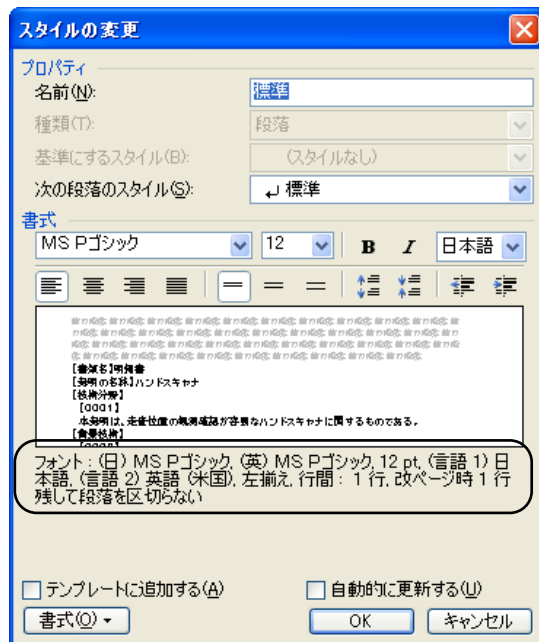 スタイルの変更
プロパティ
名前(N):
標準
種類(T):
段落
基準にするスタイル(B):
(スタイルなし)
次の段落のスタイル(S):
↵ 標準
書式
MS Pゴシック
12
B
I
日本語
【書類名】明細書
【発明の名称】ハンドスキャナ
【技術分野】
【0001】
本発明は、走査位置の観測確認が容易なハンドスキャナに関するものである。
【背景技術】
フォント : (日) MS Pゴシック, (英) MS Pゴシック, 12 pt, (言語 1) 日
本語, (言語 2) 英語 (米国), 左揃え, 行間 : 1 行, 改ページ時 1 行
残して段落を区切らない
テンプレートに追加する(A)
自動的に更新する(U)
書式(O)
OK
キャンセル